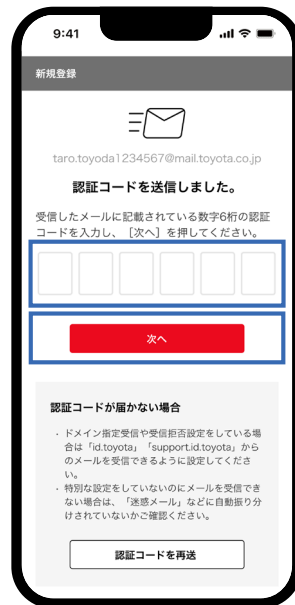 9:41
新規登録
taro.toyoda1234567@mail.toyota.co.jp
認証コードを送信しました。
受信したメールに記載されている数字6桁の認証
コードを入力し、［次へ］を押してください。
次へ
認証コードが届かない場合
・ドメイン指定受信や受信拒否設定をしている場
合は「id.toyota」「support.id.toyota」から
のメールを受信できるように設定してくださ
い。
・特別な設定をしていないのにメールを受信でき
ない場合は、「迷惑メール」などに自動振り分
けされていないかご確認ください。
認証コードを再送